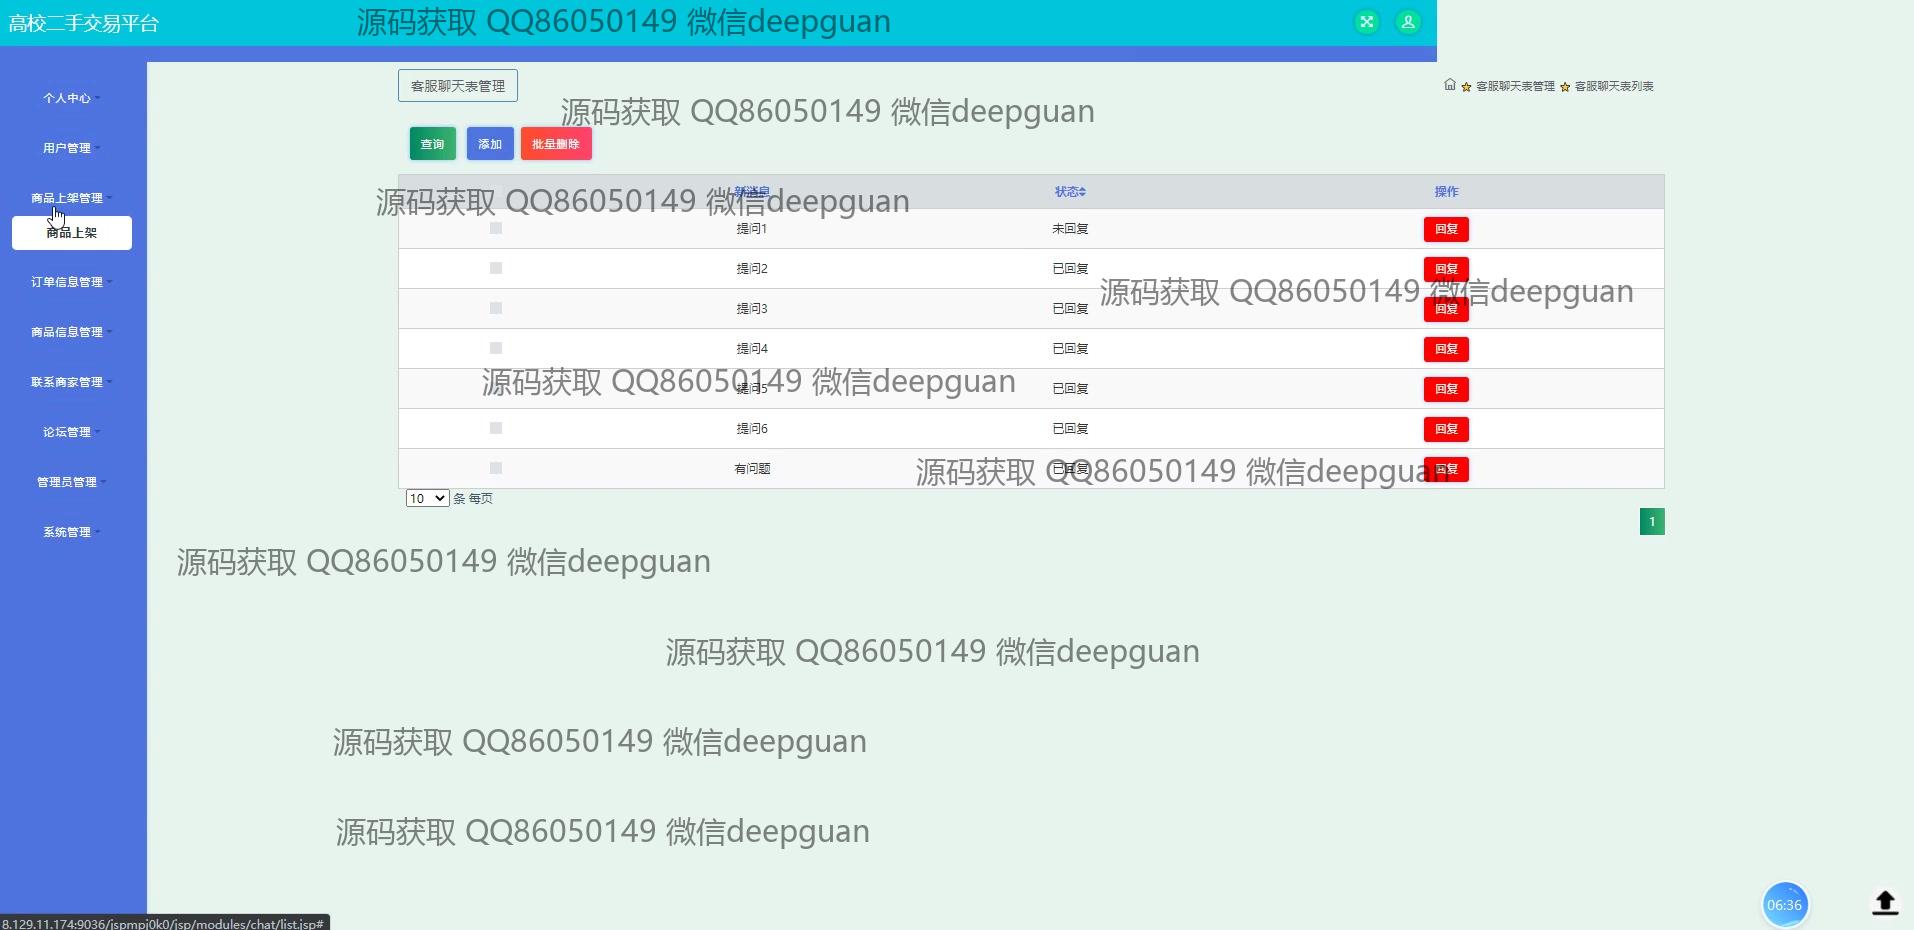 高校二手交易平台
源码获取 QQ86050149 微信deepguan
客服聊天表管理
客服聊天表管理 客服聊天表列表
源码获取 QQ86050149 微信deepguan
查询 添加 批量删除
个人中心
用户管理
商品上架管理
商品上架
订单信息管理
商品信息管理
联系商家管理
论坛管理
管理员管理
系统管理
新消息 状态 操作
源码获取 QQ86050149 微信deepguan
提问1 未回复 回复
提问2 已回复 回复
源码获取 QQ86050149 微信deepguan
提问3 已回复 回复
提问4 已回复 回复
源码获取 QQ86050149 微信deepguan
提问5 已回复 回复
提问6 已回复 回复
有问题 已回复 回复
源码获取 QQ86050149 微信deepguan
10 条 每页
1
源码获取 QQ86050149 微信deepguan
源码获取 QQ86050149 微信deepguan
源码获取 QQ86050149 微信deepguan
源码获取 QQ86050149 微信deepguan
06:36
8.129.11.174:9036/jspmpj0k0/jsp/modules/chat/list.jsp#